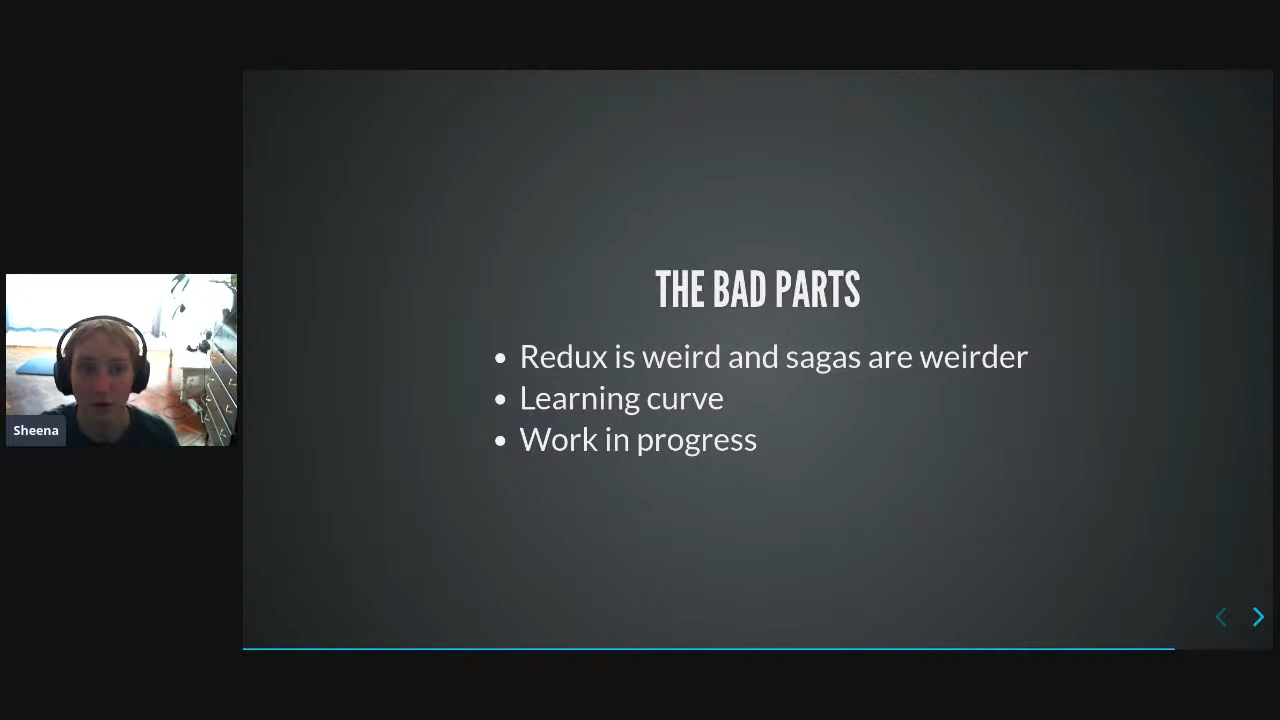 THE BAD PARTS
Redux is weird and sagas are weirder
Learning curve
Work in progress
Sheena